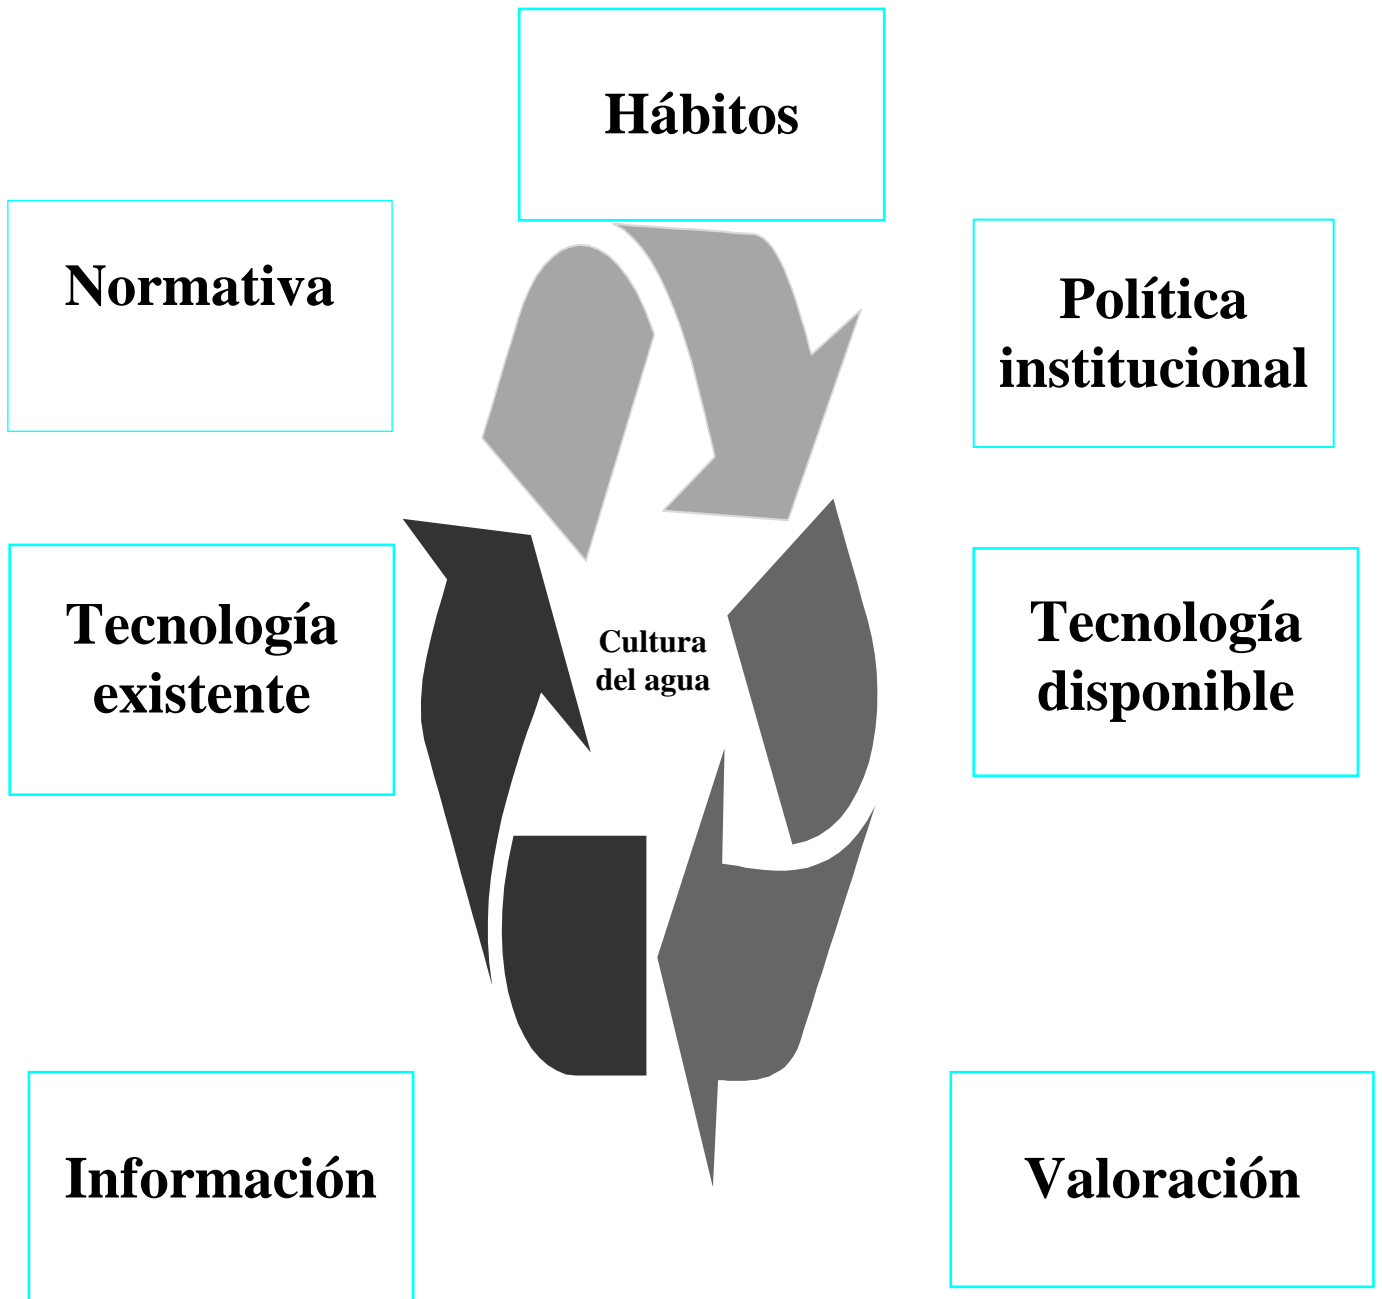 Hábitos
Normativa
Política
institucional
Tecnología
existente
Cultura
del agua
Tecnología
disponible
Información
Valoración